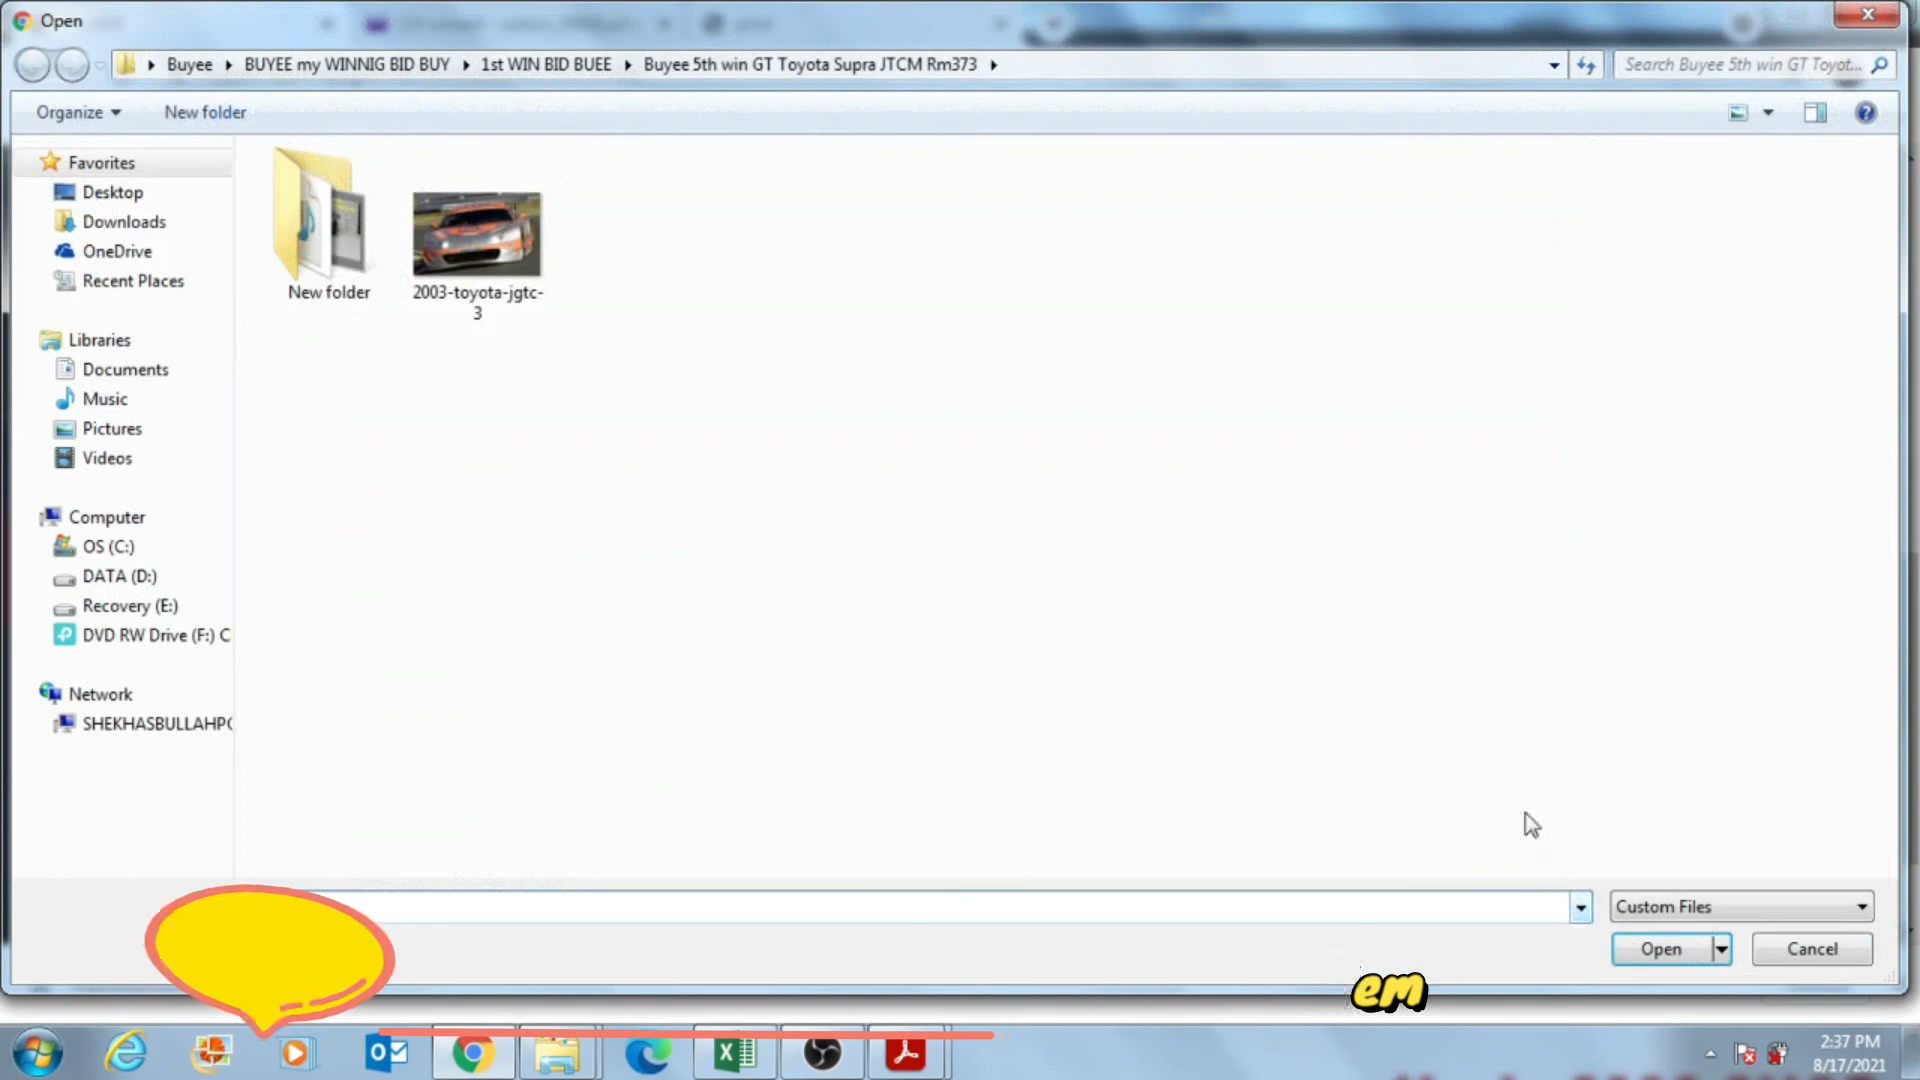 Open
Buyee BUYEE my WINNIG BID BUY 1st WIN BID BUEE Buyee 5th win GT Toyota Supra JTCM Rm373
Search Buyee 5th win GT Toyot...
Organize
New folder
Favorites
Desktop
Downloads
OneDrive
Recent Places
Libraries
Documents
Music
Pictures
Videos
Computer
OS (C:)
DATA (D:)
Recovery (E:)
DVD RW Drive (F:) C
Network
SHEKHASBULLAHPC
New folder
2003-toyota-jgtc-
3
Custom Files
Open
Cancel
em
2:37 PM
8/17/2021